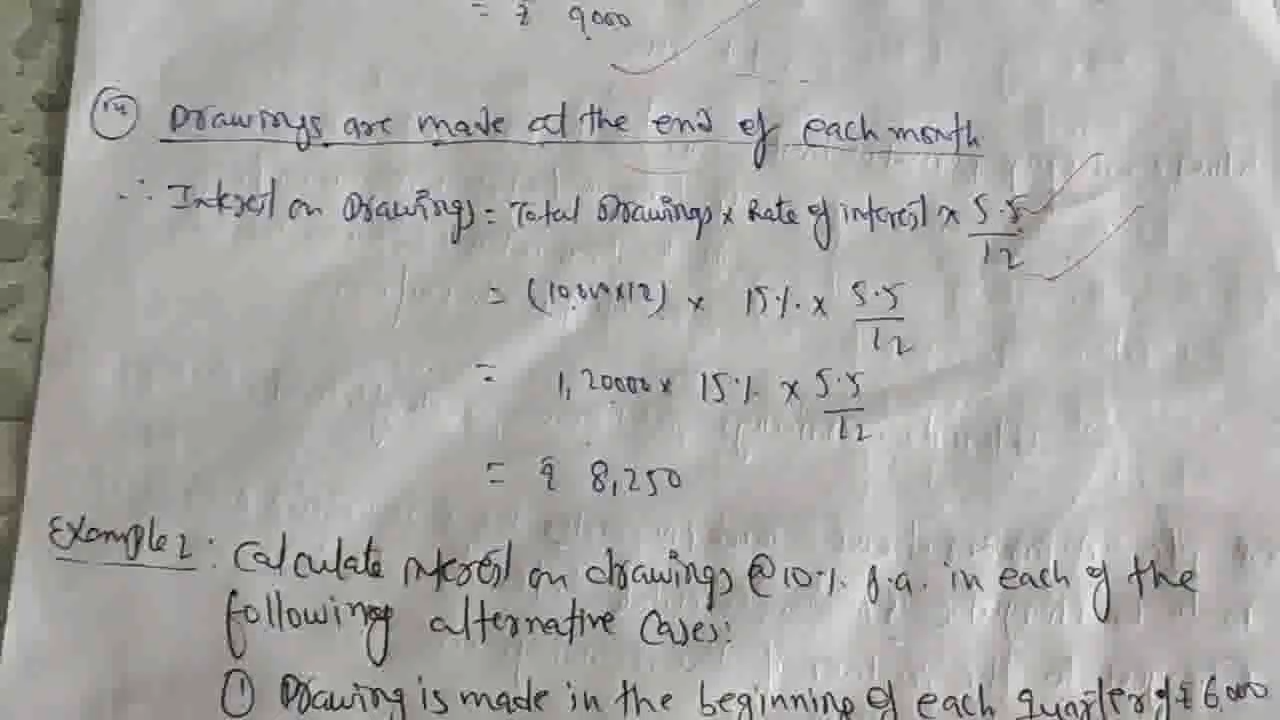 = ₹ 9000
Drawings are made at the end of each month
∴ Interest on Drawings = Total Drawings x Rate of interest x 5.5/12
= (10,000x12) x 15% x 5.5/12
= 1,20000 x 15% x 5.5/12
= ₹ 8,250
Example 2: Calculate interest on drawings @ 10% p.a. in each of the
following alternative cases:
① Drawing is made in the beginning of each quarter of ₹ 6,000